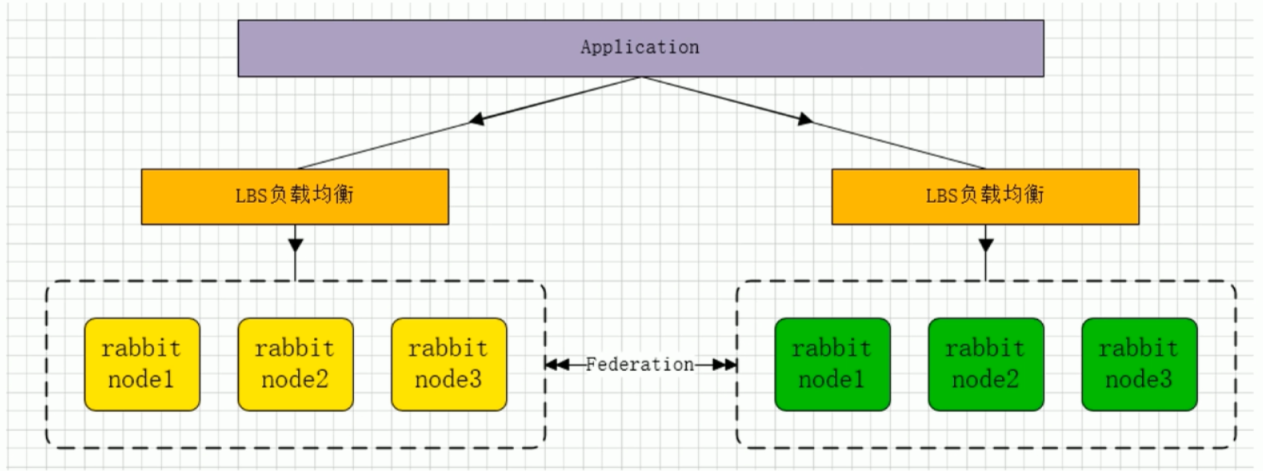 Application
LBS负载均衡
LBS负载均衡
rabbit
node1
rabbit
node2
rabbit
node3
Federation
rabbit
node1
rabbit
node2
rabbit
node3